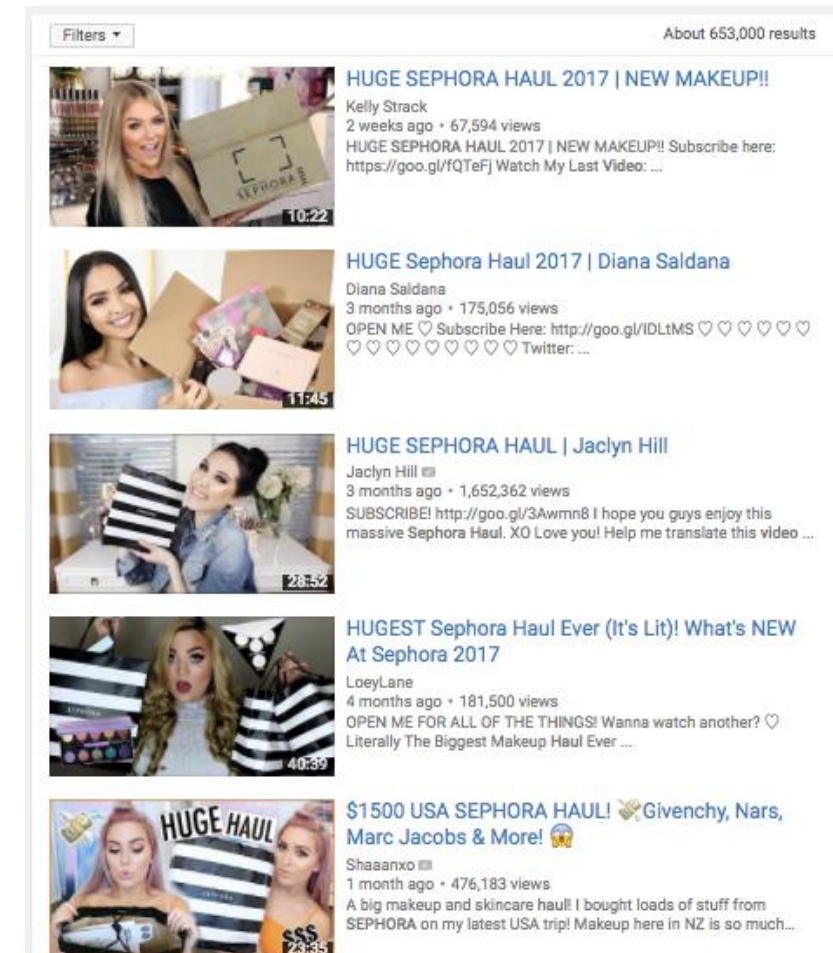 Filters ▼
About 653,000 results
SEPHORA
10:22
HUGE SEPHORA HAUL 2017 | NEW MAKEUP!!
Kelly Strack
2 weeks ago • 67,594 views
HUGE SEPHORA HAUL 2017 | NEW MAKEUP!! Subscribe here:
https://goo.gl/fQTeFj Watch My Last Video: ...
11:45
HUGE Sephora Haul 2017 | Diana Saldana
Diana Saldana
3 months ago • 175,056 views
OPEN ME ♡ Subscribe Here: http://goo.gl/IDLtMS ♡ ♡ ♡ ♡ ♡ ♡
♡ ♡ ♡ ♡ ♡ ♡ ♡ ♡ ♡ Twitter: ...
28:52
HUGE SEPHORA HAUL | Jaclyn Hill
Jaclyn Hill
3 months ago • 1,652,362 views
SUBSCRIBE! http://goo.gl/3Awmn8 I hope you guys enjoy this
massive Sephora Haul. XO Love you! Help me translate this video ...
SEPHORA
40:39
HUGEST Sephora Haul Ever (It's Lit)! What's NEW
At Sephora 2017
LoeyLane
4 months ago • 181,500 views
OPEN ME FOR ALL OF THE THINGS! Wanna watch another? ♡
Literally The Biggest Makeup Haul Ever ...
HUGE HAUL
SEPHORA
$$$
23:35
$1500 USA SEPHORA HAUL! 💸Givenchy, Nars,
Marc Jacobs & More! 😱
Shaaanxo
1 month ago • 476,183 views
A big makeup and skincare haul! I bought loads of stuff from
SEPHORA on my latest USA trip! Makeup here in NZ is so much...